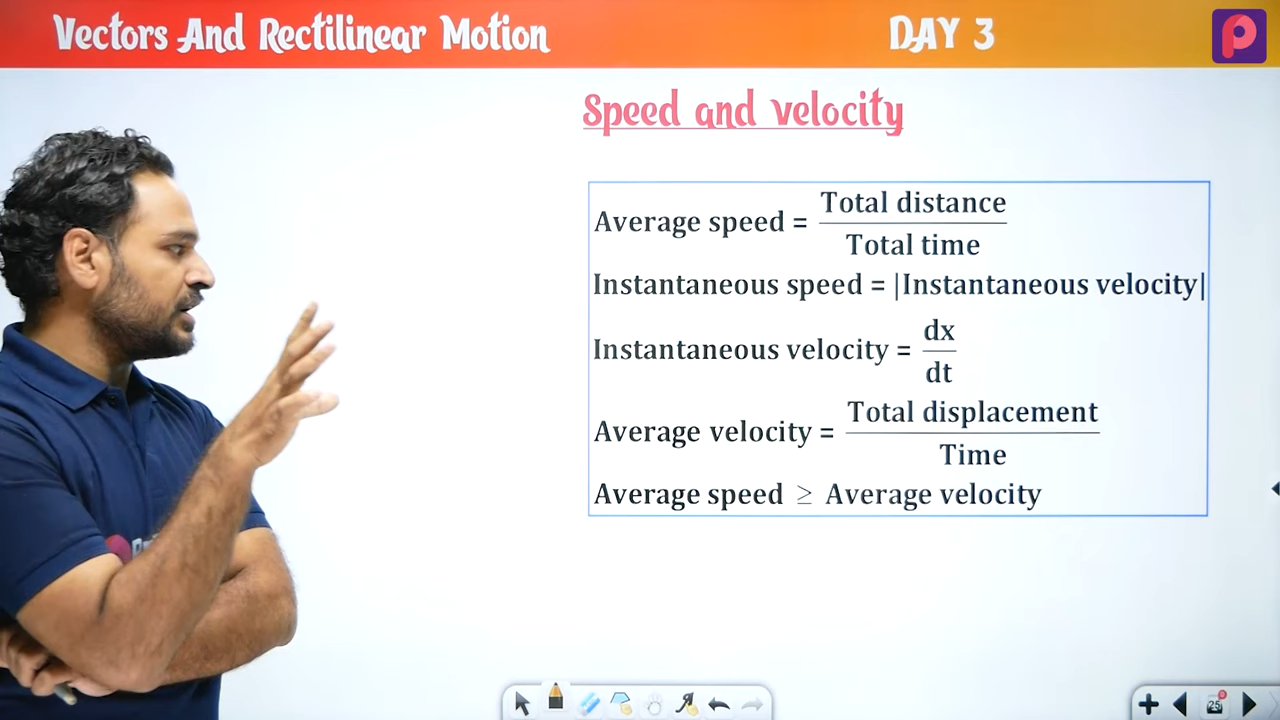 Vectors And Rectilinear Motion DAY 3
Speed and velocity
Average speed = Total distance / Total time
Instantaneous speed = |Instantaneous velocity|
Instantaneous velocity = dx / dt
Average velocity = Total displacement / Time
Average speed ≥ Average velocity
25